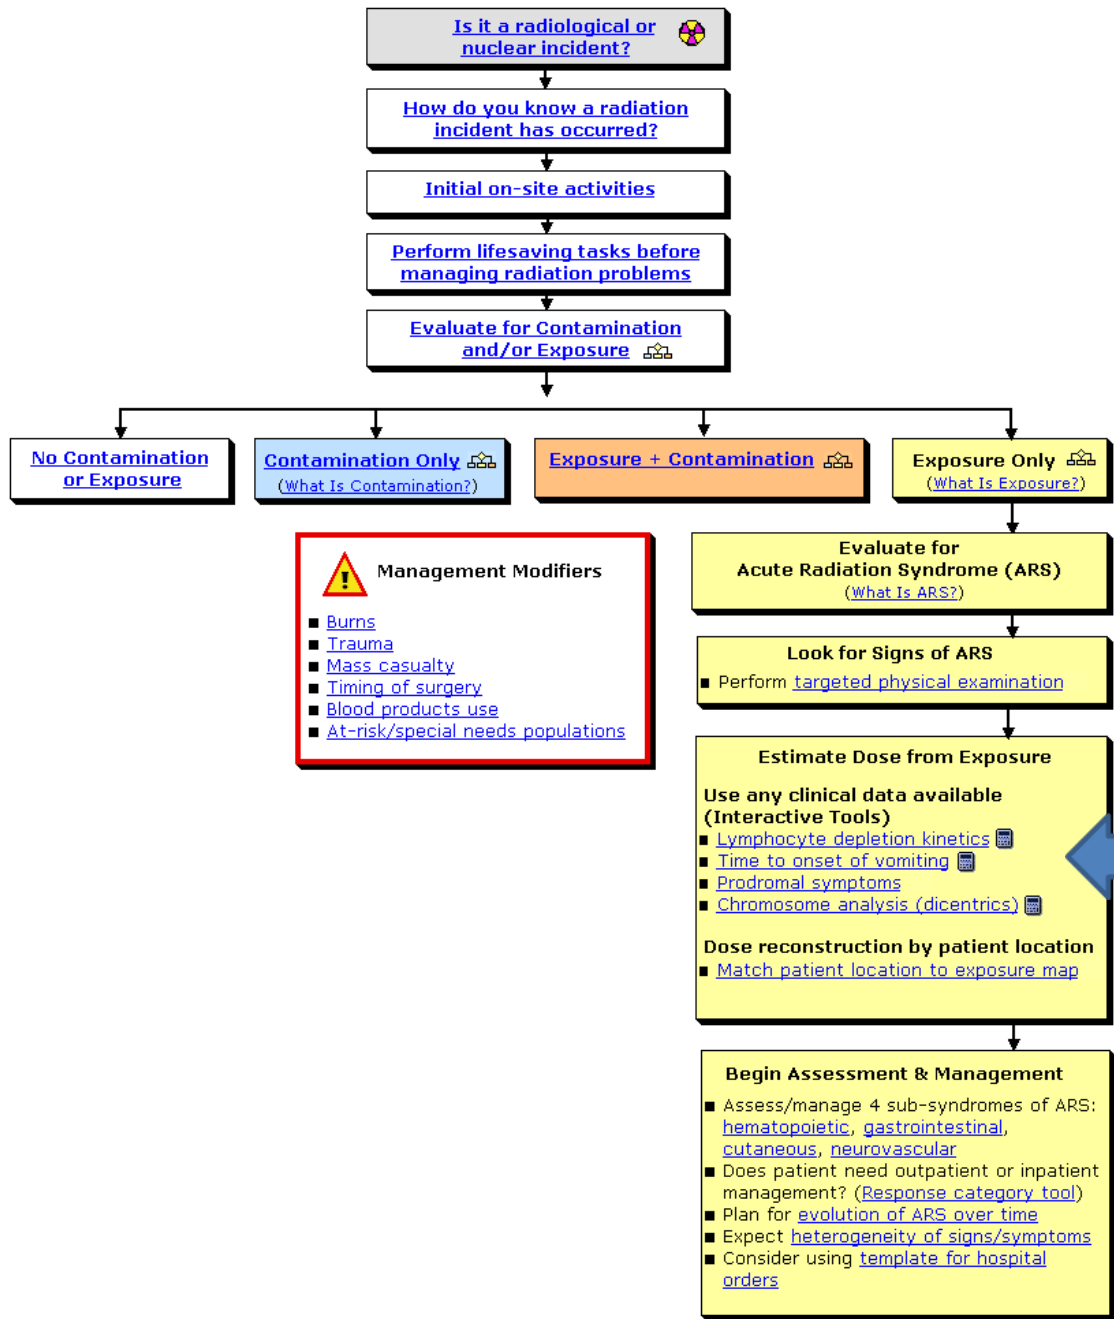 Is it a radiological or
nuclear incident?
How do you know a radiation
incident has occurred?
Initial on-site activities
Perform lifesaving tasks before
managing radiation problems
Evaluate for Contamination
and/or Exposure
No Contamination
or Exposure
Contamination Only
(What Is Contamination?)
Exposure + Contamination
Exposure Only
(What Is Exposure?)
Management Modifiers
■ Burns
■ Trauma
■ Mass casualty
■ Timing of surgery
■ Blood products use
■ At-risk/special needs populations
Evaluate for
Acute Radiation Syndrome (ARS)
(What Is ARS?)
Look for Signs of ARS
■ Perform targeted physical examination
Estimate Dose from Exposure
Use any clinical data available
(Interactive Tools)
■ Lymphocyte depletion kinetics
■ Time to onset of vomiting
■ Prodromal symptoms
■ Chromosome analysis (dicentrics)
Dose reconstruction by patient location
■ Match patient location to exposure map
Begin Assessment & Management
■ Assess/manage 4 sub-syndromes of ARS:
hematopoietic, gastrointestinal,
cutaneous, neurovascular
■ Does patient need outpatient or inpatient
management? (Response category tool)
■ Plan for evolution of ARS over time
■ Expect heterogeneity of signs/symptoms
■ Consider using template for hospital
orders